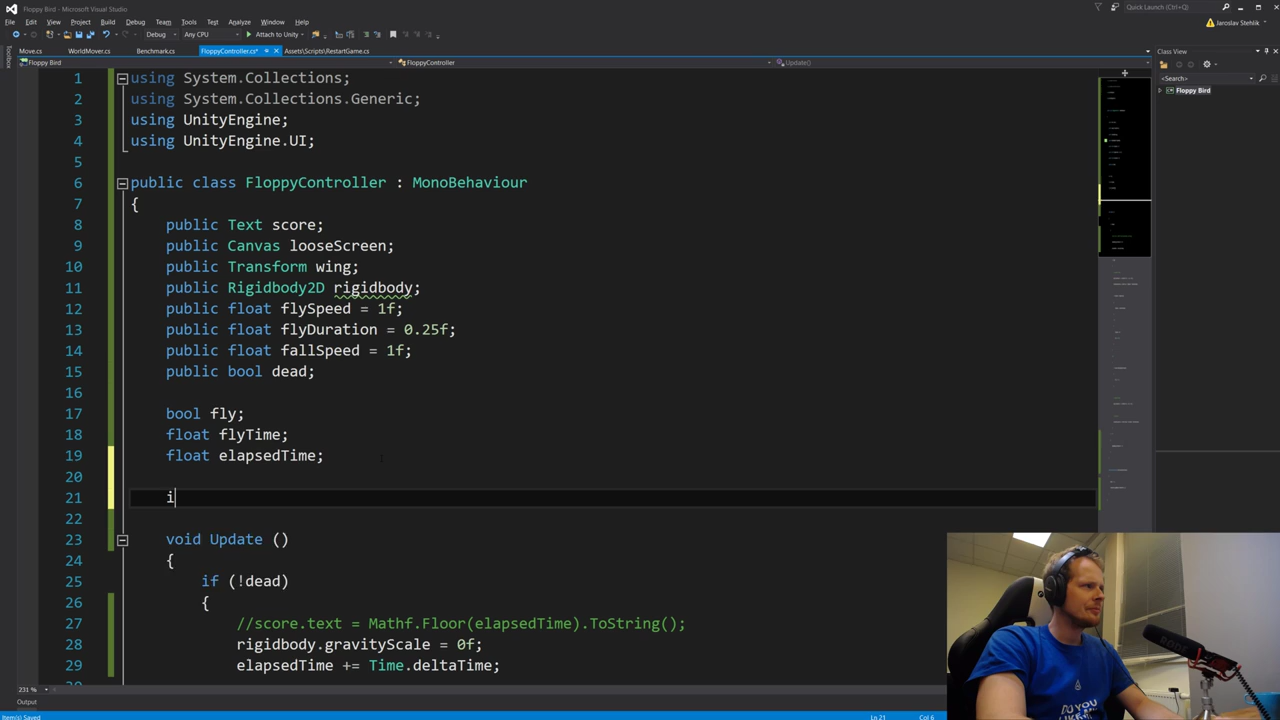 Floppy Bird - Microsoft Visual Studio
Quick Launch (Ctrl+Q)
File Edit View Project Build Debug Team Tools Test Analyze Window Help
Jaroslav Stehlik
Debug Any CPU Attach to Unity
Move.cs WorldMover.cs Benchmark.cs FloppyController.cs* Assets\Scripts\RestartGame.cs
Class View
Floppy Bird FloppyController Update()
Toolbox
<Search>
Floppy Bird
1 using System.Collections;
2 using System.Collections.Generic;
3 using UnityEngine;
4 using UnityEngine.UI;
5
6 public class FloppyController : MonoBehaviour
7 {
8 public Text score;
9 public Canvas looseScreen;
10 public Transform wing;
11 public Rigidbody2D rigidbody;
12 public float flySpeed = 1f;
13 public float flyDuration = 0.25f;
14 public float fallSpeed = 1f;
15 public bool dead;
16
17 bool fly;
18 float flyTime;
19 float elapsedTime;
20
21 i
22
23 void Update ()
24 {
25 if (!dead)
26 {
27 //score.text = Mathf.Floor(elapsedTime).ToString();
28 rigidbody.gravityScale = 0f;
29 elapsedTime += Time.deltaTime;
231 %
Output
Item(s) Saved Ln 21 Col 6